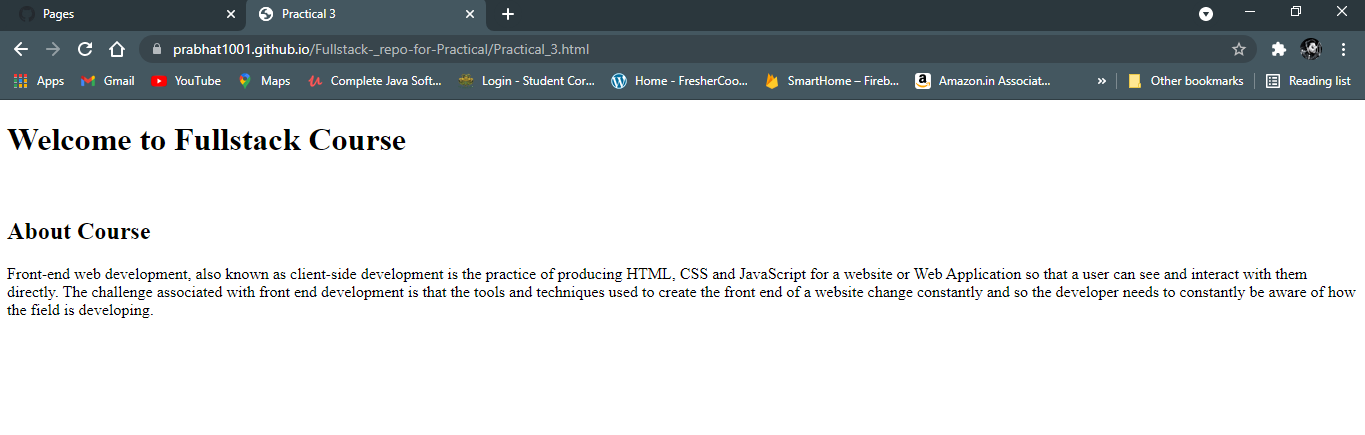 Pages
Practical 3
prabhat1001.github.io/Fullstack-_repo-for-Practical/Practical_3.html
Apps Gmail YouTube Maps Complete Java Soft... Login - Student Cor... Home - FresherCoo... SmartHome – Fireb... Amazon.in Associat... » Other bookmarks Reading list
Welcome to Fullstack Course
About Course
Front-end web development, also known as client-side development is the practice of producing HTML, CSS and JavaScript for a website or Web Application so that a user can see and interact with them
directly. The challenge associated with front end development is that the tools and techniques used to create the front end of a website change constantly and so the developer needs to constantly be aware of how
the field is developing.